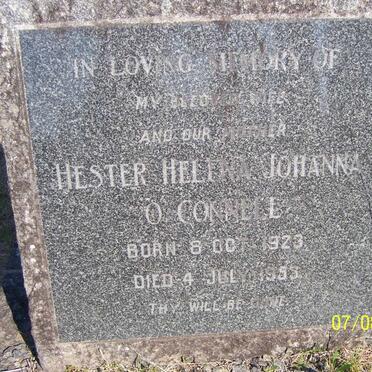 IN LOVING MEMORY OF
MY BELOVED WIFE
AND OUR MOTHER
HESTER HELENA JOHANNA
O. CONNELL
BORN 8 OCT. 1923
DIED 4 JULY 1953
THY WILL BE DONE
07/0